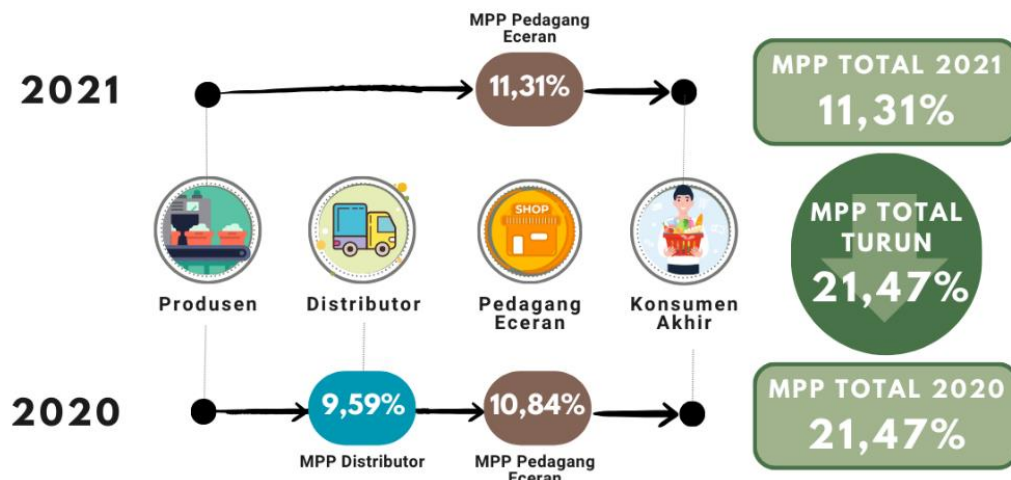 MPP Pedagang
Eceran
2021
11,31%
MPP TOTAL 2021
11,31%
SHOP
MPP TOTAL
TURUN
21,47%
Produsen
Distributor
Pedagang
Eceran
Konsumen
Akhir
2020
9,59%
10,84%
MPP TOTAL 2020
21,47%
MPP Distributor
MPP Pedagang
Eceran